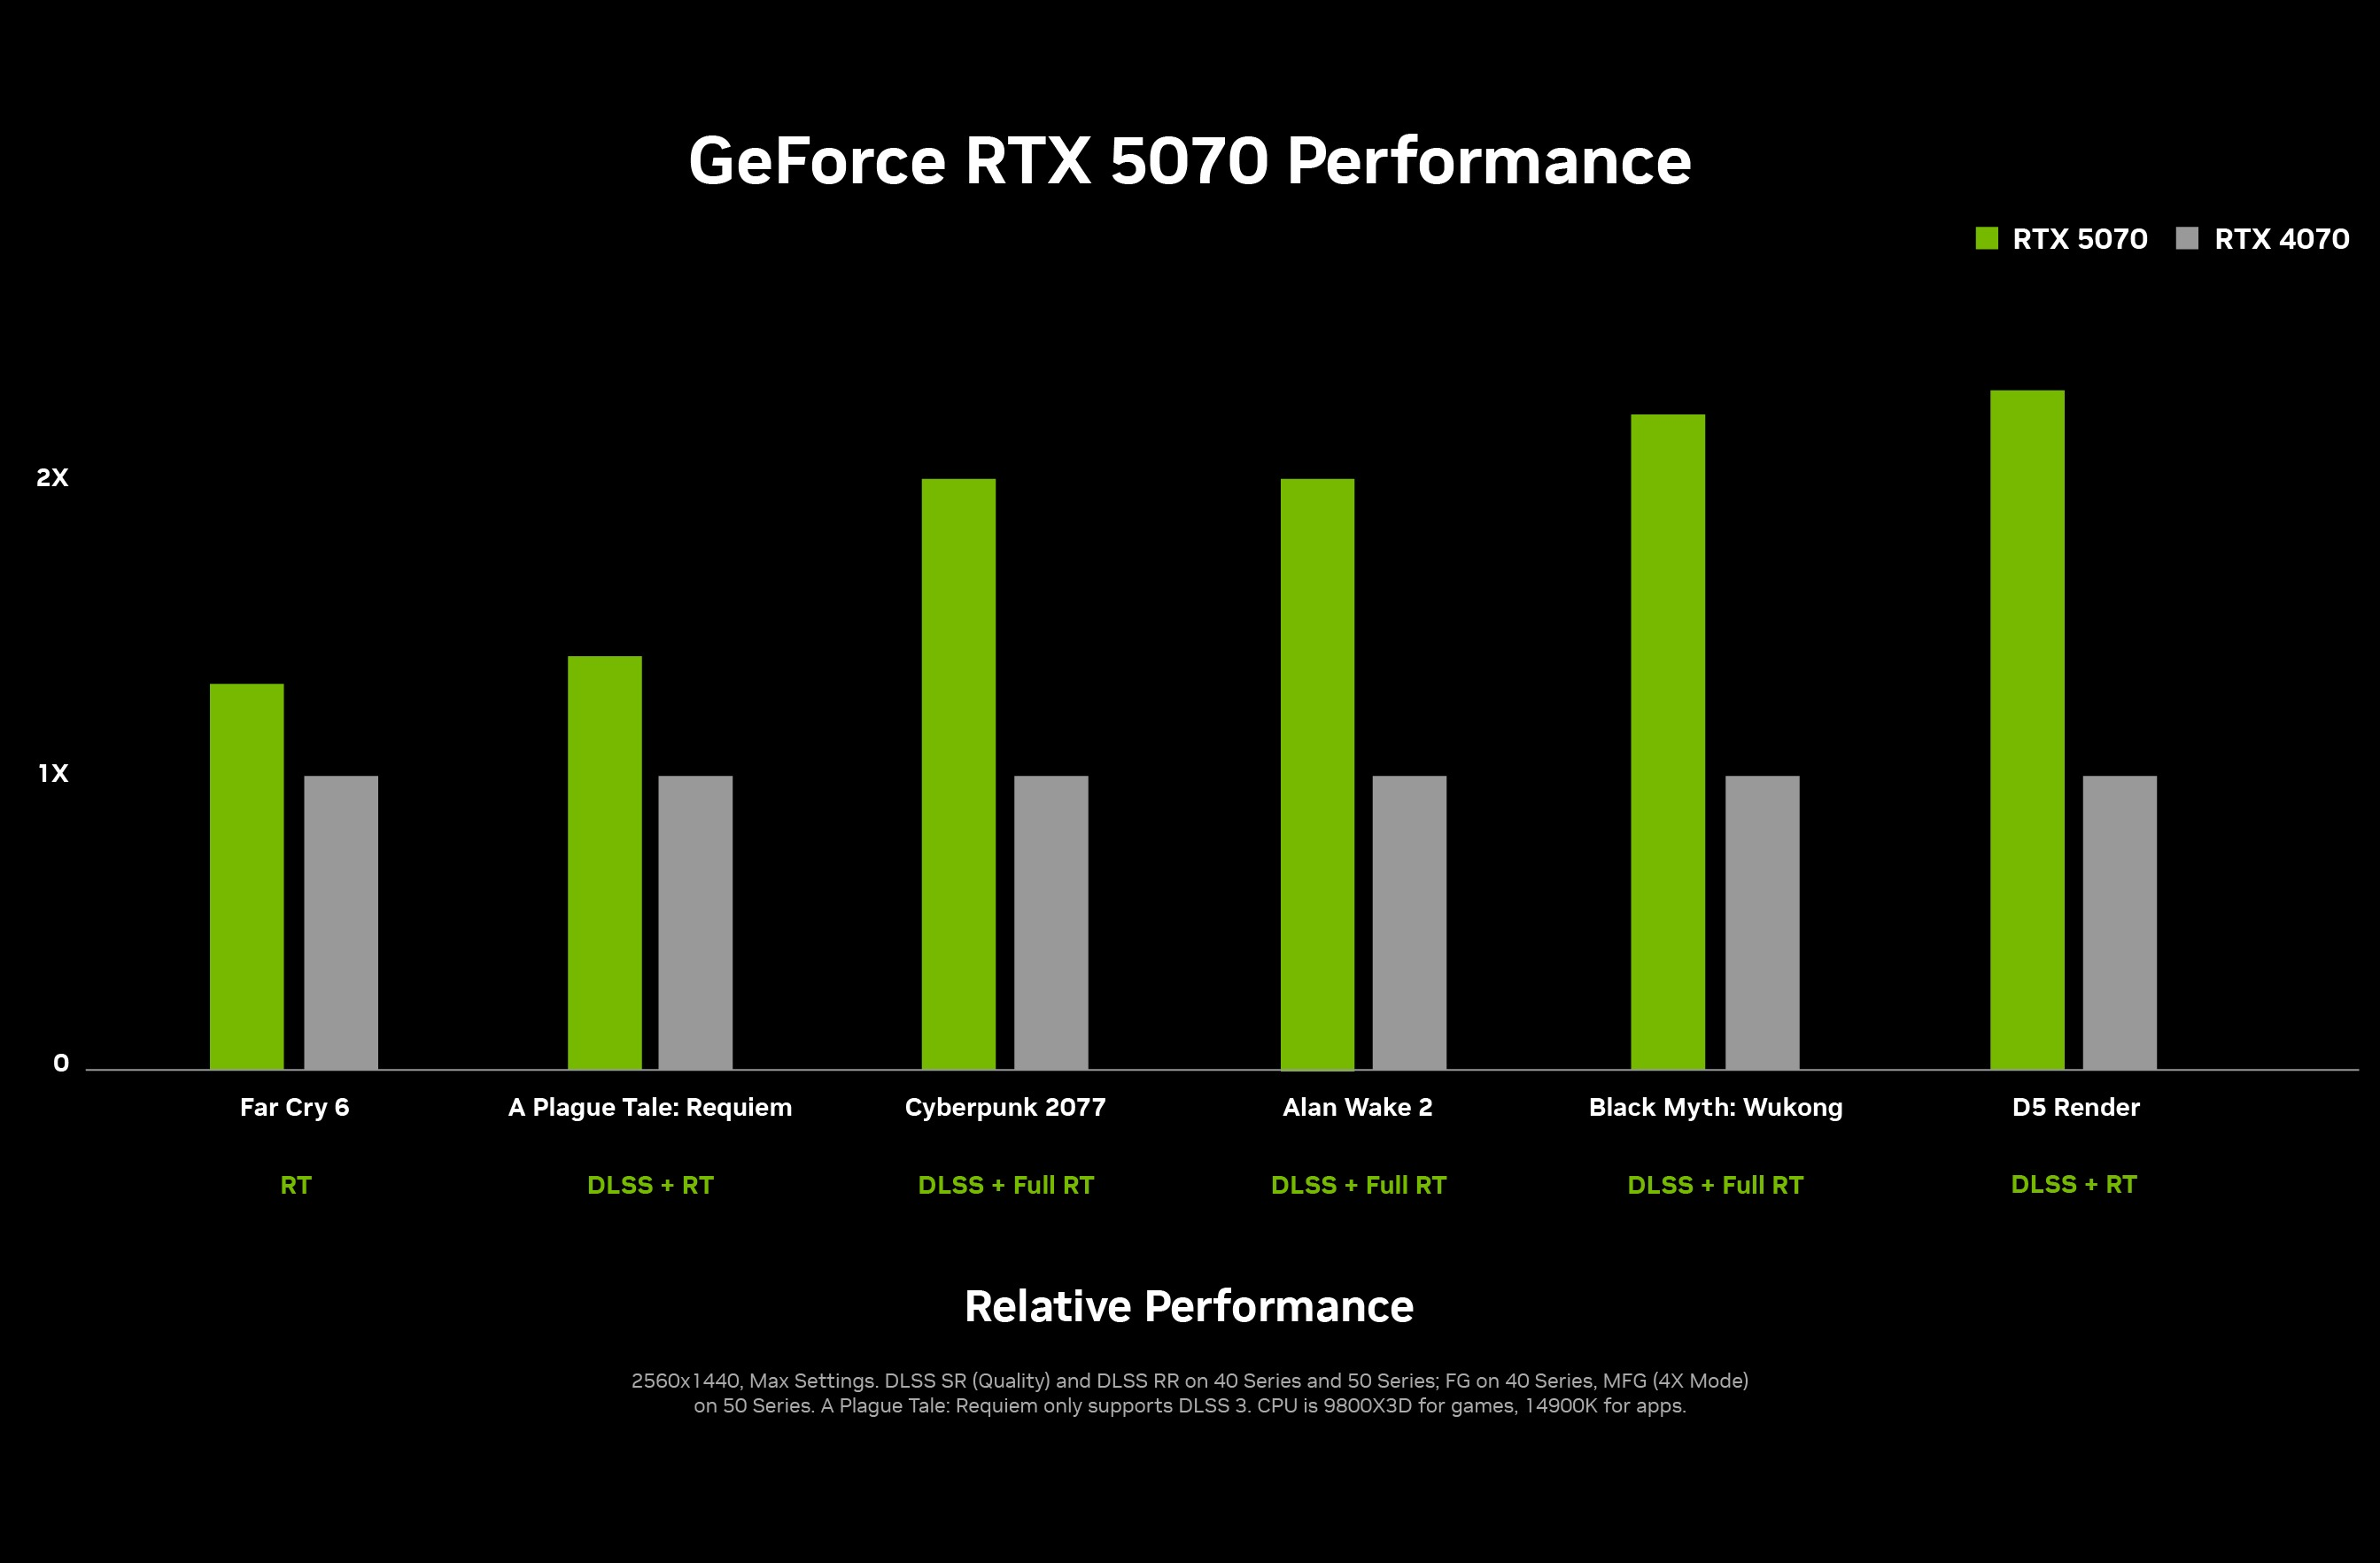 GeForce RTX 5070 Performance
RTX 5070 RTX 4070
2X
1X
0
Far Cry 6 A Plague Tale: Requiem Cyberpunk 2077 Alan Wake 2 Black Myth: Wukong D5 Render
RT DLSS + RT DLSS + Full RT DLSS + Full RT DLSS + Full RT DLSS + RT
Relative Performance
2560x1440, Max Settings. DLSS SR (Quality) and DLSS RR on 40 Series and 50 Series; FG on 40 Series, MFG (4X Mode)
on 50 Series. A Plague Tale: Requiem only supports DLSS 3. CPU is 9800X3D for games, 14900K for apps.